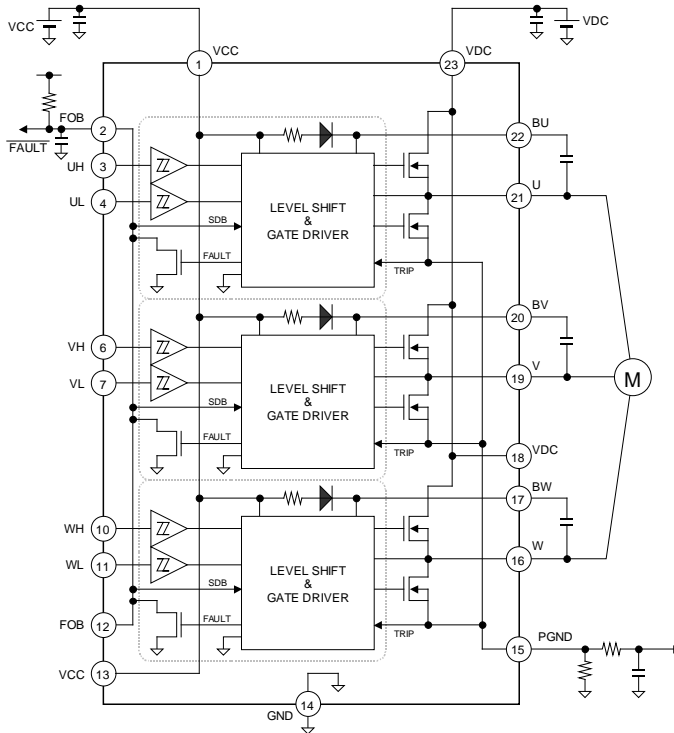 VCC
VDC
VCC
1
VDC
23
FOB
2
FAULT
BU
22
UH
3
UL
4
LEVEL SHIFT
&
GATE DRIVER
U
21
SDB
FAULT
TRIP
BV
20
VH
6
VL
7
LEVEL SHIFT
&
GATE DRIVER
V
19
M
SDB
FAULT
TRIP
VDC
18
BW
17
WH
10
WL
11
LEVEL SHIFT
&
GATE DRIVER
W
16
SDB
FAULT
TRIP
FOB
12
15
PGND
VCC
13
GND
14